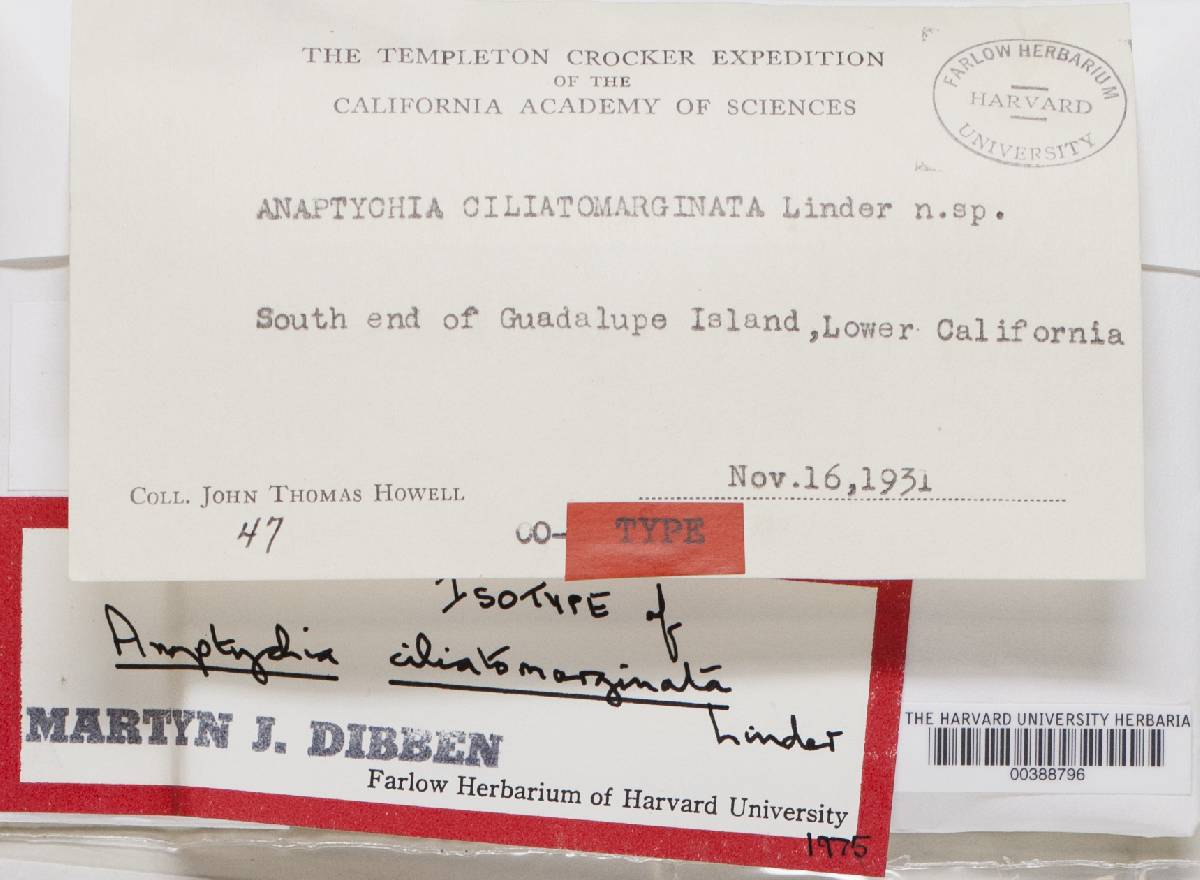 THE TEMPLETON CROCKER EXPEDITION
OF THE
CALIFORNIA ACADEMY OF SCIENCES
FARLOW HERBARIUM
HARVARD
UNIVERSITY
ANAPTYCHIA CILIATOMARGINATA Linder n.sp.
South end of Guadalupe Island, Lower California
COLL. JOHN THOMAS HOWELL
Nov.16,1931
47
CO- TYPE
ISOTYPE of
Anaptychia ciliatomarginata
Linder
MARTYN J. DIBBEN
Farlow Herbarium of Harvard University
1975
THE HARVARD UNIVERSITY HERBARIA
00388796